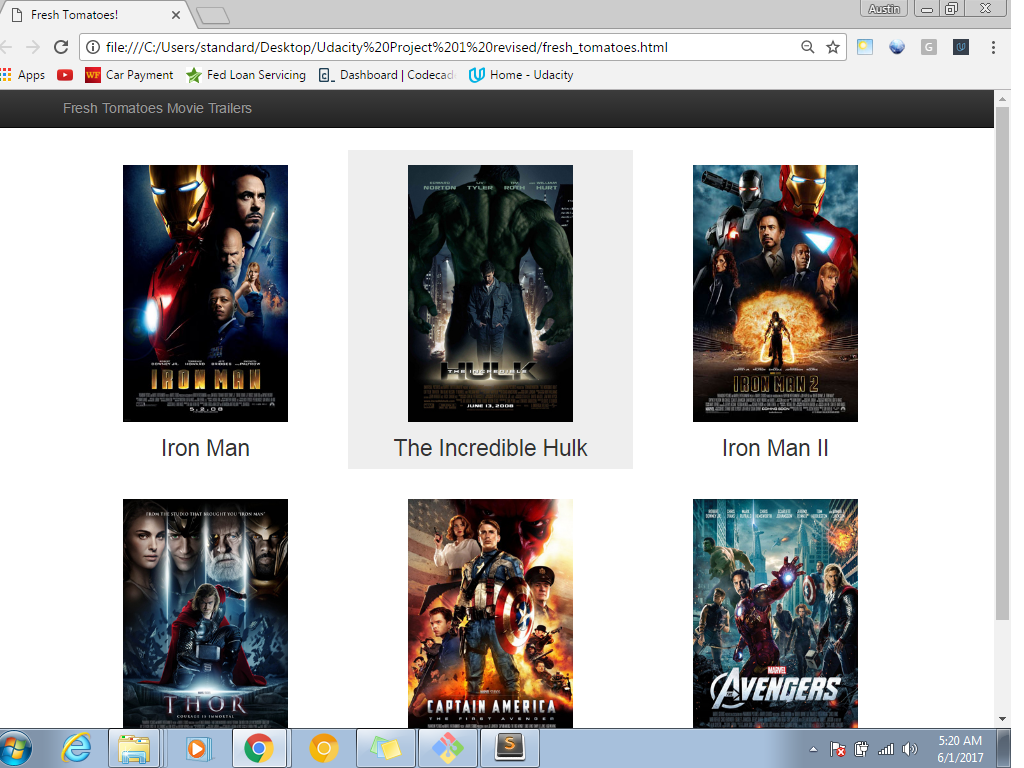 Fresh Tomatoes!
Austin
file:///C:/Users/standard/Desktop/Udacity%20Project%201%20revised/fresh_tomatoes.html
Apps
WF Car Payment
Fed Loan Servicing
Dashboard | Codecade
Home - Udacity
Fresh Tomatoes Movie Trailers
NORTON TYLER ROTH HURT
IRON MAN
5.2.08
THE INCREDIBLE
HULK
JUNE 13, 2008
IRON MAN 2
Iron Man
The Incredible Hulk
Iron Man II
FROM THE STUDIO THAT BROUGHT YOU 'IRON MAN'
THOR
COURAGE IS IMMORTAL
CAPTAIN AMERICA
THE FIRST AVENGER
MARVEL
AVENGERS
5:20 AM
6/1/2017